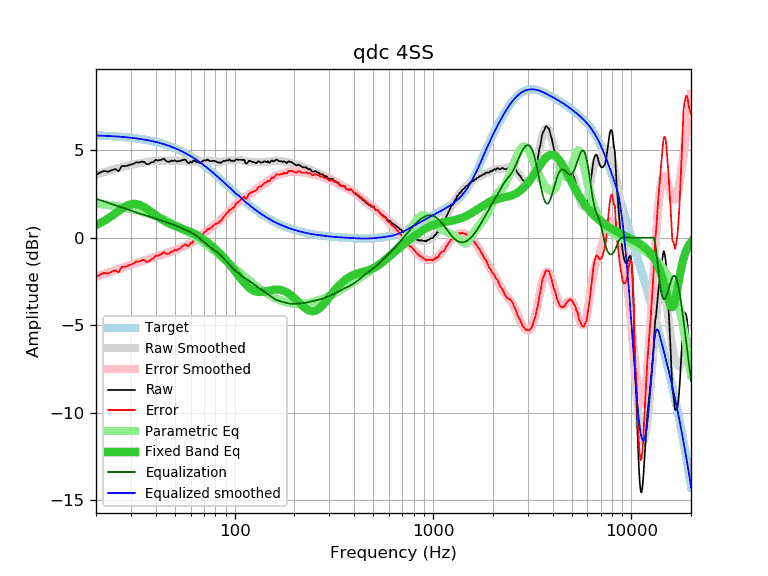 qdc 4SS
Amplitude (dBr)
5
0
−5
−10
−15
Target
Raw Smoothed
Error Smoothed
Raw
Error
Parametric Eq
Fixed Band Eq
Equalization
Equalized smoothed
100
1000
10000
Frequency (Hz)